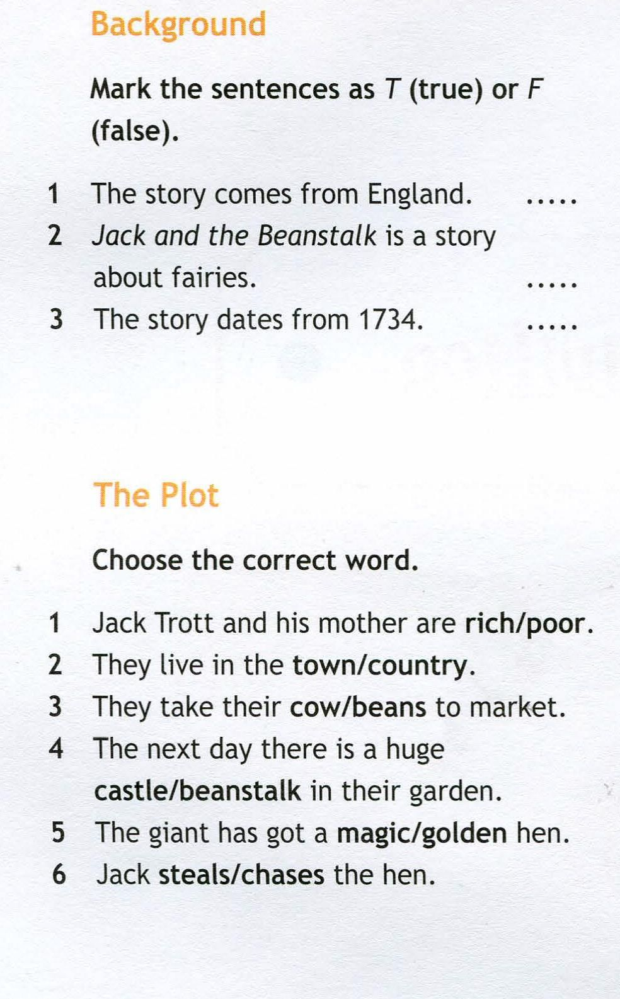 Background
Mark the sentences as T (true) or F
(false).
1 The story comes from England. .....
2 Jack and the Beanstalk is a story
about fairies. .....
3 The story dates from 1734. .....
The Plot
Choose the correct word.
1 Jack Trott and his mother are rich/poor.
2 They live in the town/country.
3 They take their cow/beans to market.
4 The next day there is a huge
castle/beanstalk in their garden.
5 The giant has got a magic/golden hen.
6 Jack steals/chases the hen.